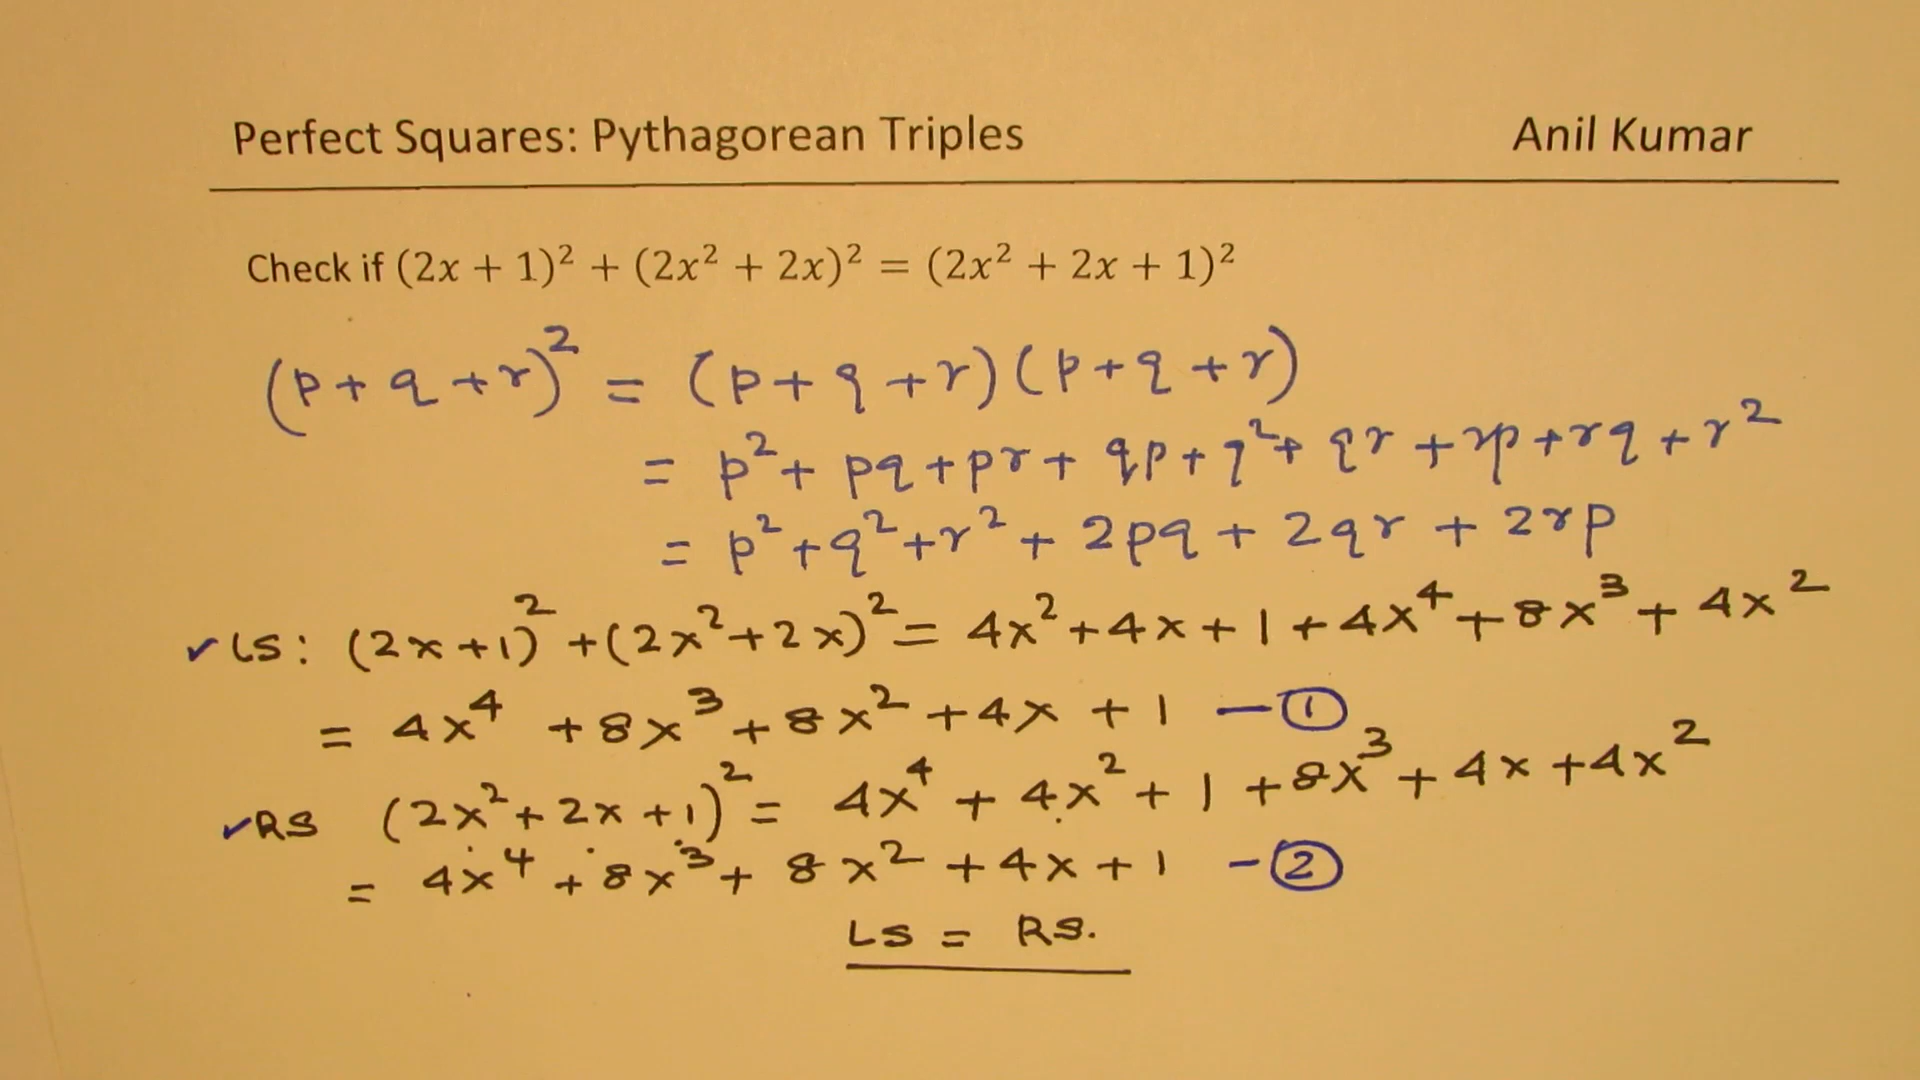 Perfect Squares: Pythagorean Triples Anil Kumar
Check if (2x + 1)² + (2x² + 2x)² = (2x² + 2x + 1)²
(p+q+r)² = (p+q+r)(p+q+r)
= p²+ pq+pr+ qp+q²+ qr+rp+rq+r²
= p²+q²+r²+ 2pq+ 2qr+ 2rp
✓LS: (2x+1)²+(2x²+2x)²= 4x²+4x+1+4x⁴+8x³+4x²
= 4x⁴ +8x³+8x²+4x+1 —①
✓RS (2x²+2x+1)²= 4x⁴+4x²+1+8x³+4x+4x²
= 4x⁴+8x³+8x²+4x+1 -②
LS = RS.